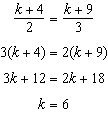 (k + 4)/2 = (k + 9)/3
3(k + 4) = 2(k + 9)
3k + 12 = 2k + 18
k = 6